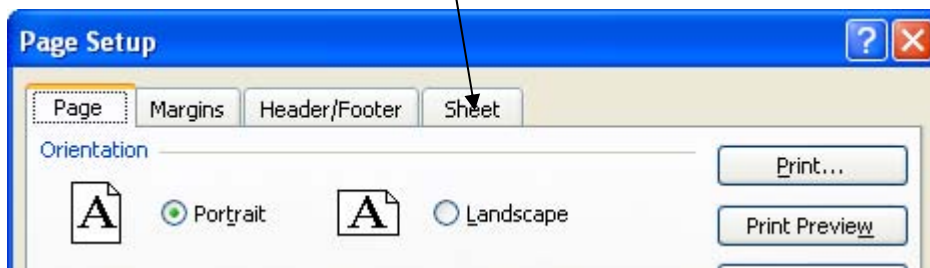 Page Setup
Page Margins Header/Footer Sheet
Orientation
Print...
A Portrait A Landscape
Print Preview